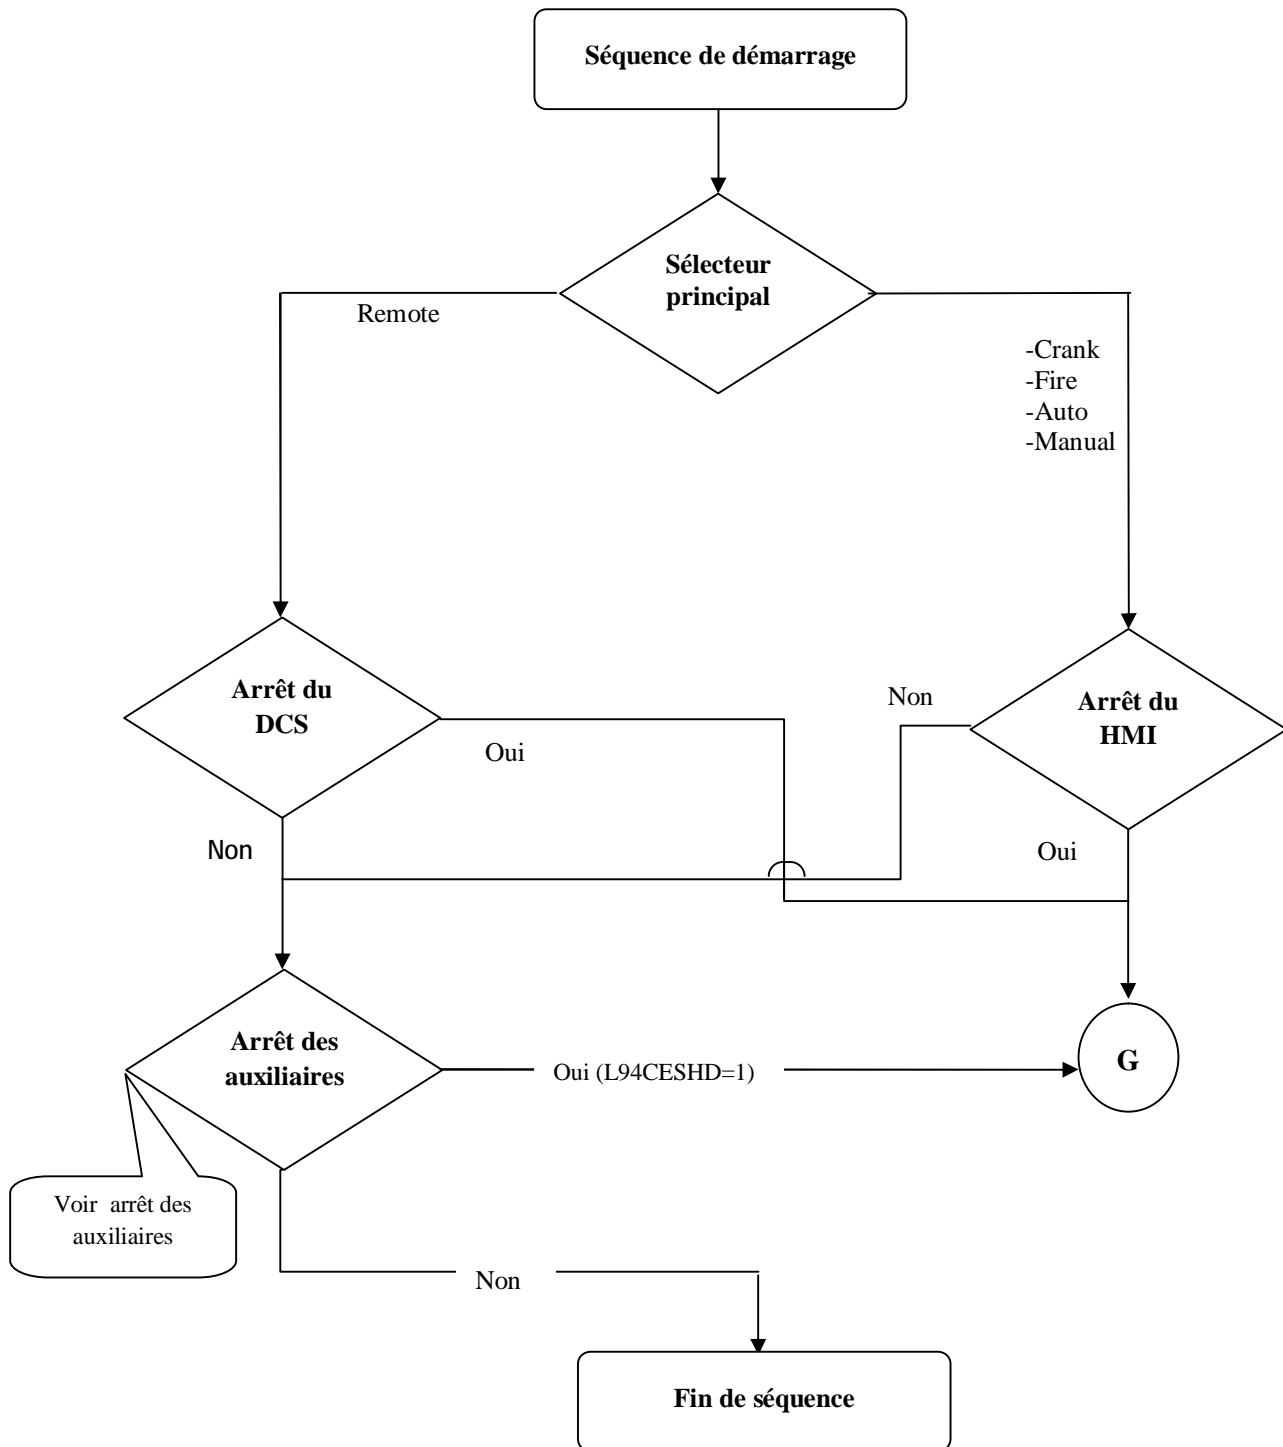 Séquence de démarrage
Sélecteur
principal
Remote
-Crank
-Fire
-Auto
-Manual
Arrêt du
DCS
Oui
Non
Non
Arrêt du
HMI
Oui
Arrêt des
auxiliaires
Oui (L94CESHD=1)
G
Voir arrêt des
auxiliaires
Non
Fin de séquence